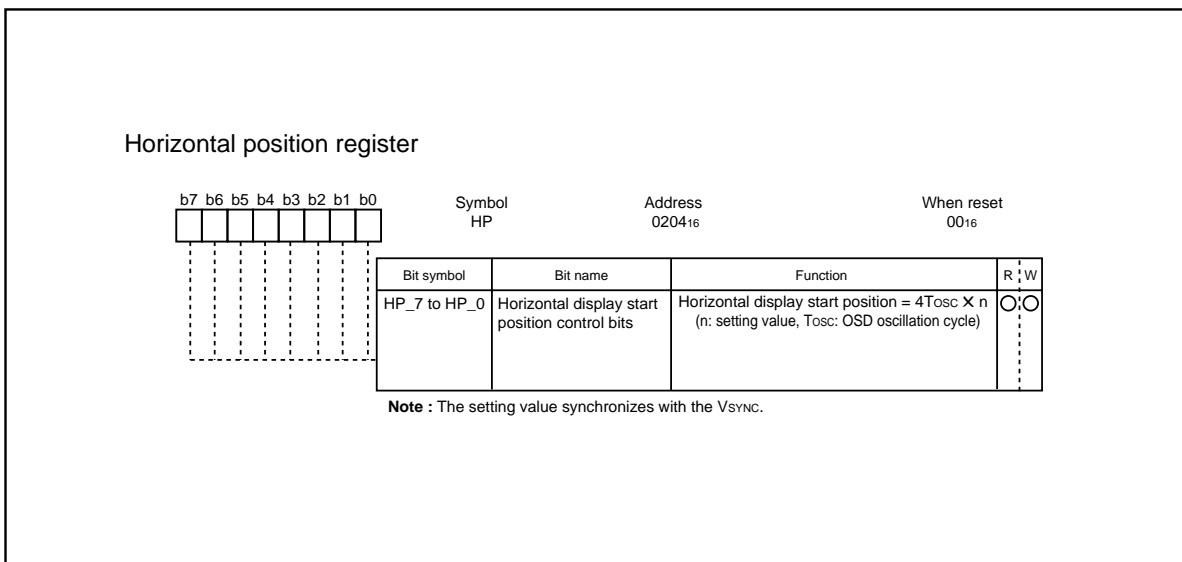 Horizontal position register
b7 b6 b5 b4 b3 b2 b1 b0
Symbol Address When reset
HP 020416 0016
Bit symbol Bit name Function R W
HP_7 to HP_0 Horizontal display start position control bits Horizontal display start position = 4Tosc X n (n: setting value, Tosc: OSD oscillation cycle) O O
Note : The setting value synchronizes with the VSYNC.